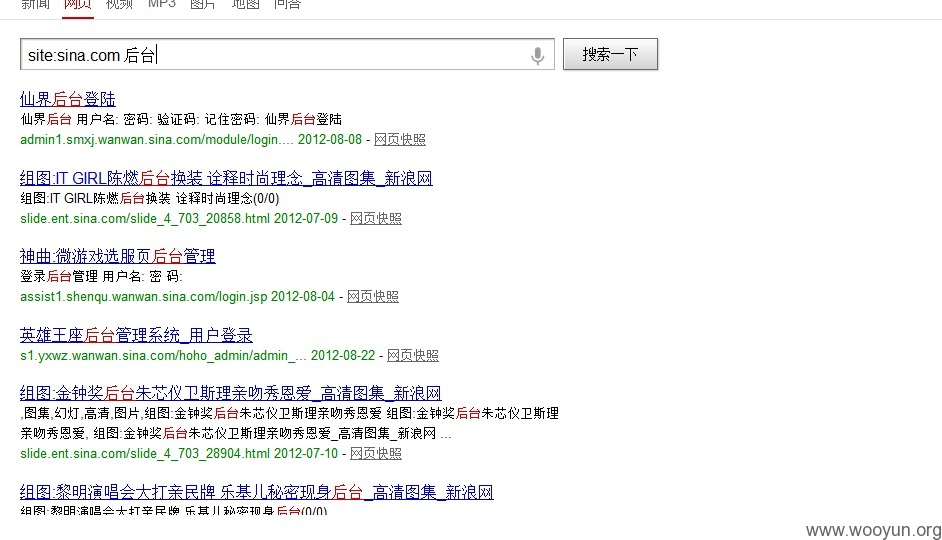 新闻 网页 视频 MP3 图片 地图 问答
site:sina.com 后台
搜索一下
仙界后台登陆
仙界后台 用户名: 密码: 验证码: 记住密码: 仙界后台登陆
admin1.smxj.wanwan.sina.com/module/login.... 2012-08-08 - 网页快照
组图:IT GIRL陈燃后台换装 诠释时尚理念_高清图集_新浪网
组图:IT GIRL陈燃后台换装 诠释时尚理念(0/0)
slide.ent.sina.com/slide_4_703_20858.html 2012-07-09 - 网页快照
神曲:微游戏选服页后台管理
登录后台管理 用户名: 密 码:
assist1.shenqu.wanwan.sina.com/login.jsp 2012-08-04 - 网页快照
英雄王座后台管理系统_用户登录
s1.yxwz.wanwan.sina.com/hoho_admin/admin_... 2012-08-22 - 网页快照
组图:金钟奖后台朱芯仪卫斯理亲吻秀恩爱_高清图集_新浪网
,图集,幻灯,高清,图片,组图:金钟奖后台朱芯仪卫斯理亲吻秀恩爱 组图:金钟奖后台朱芯仪卫斯理
亲吻秀恩爱, 组图:金钟奖后台朱芯仪卫斯理亲吻秀恩爱_高清图集_新浪网 ...
slide.ent.sina.com/slide_4_703_28904.html 2012-07-10 - 网页快照
组图:黎明演唱会大打亲民牌 乐基儿秘密现身后台_高清图集_新浪网
组图:黎明演唱会大打亲民牌 乐基儿秘密现身后台(0/0)
www.wooyun.org